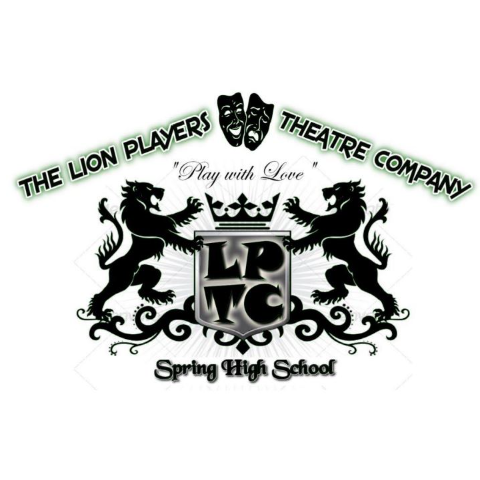 THE LION PLAYERS THEATRE COMPANY
"Play with Love "
LP
TC
Spring High School